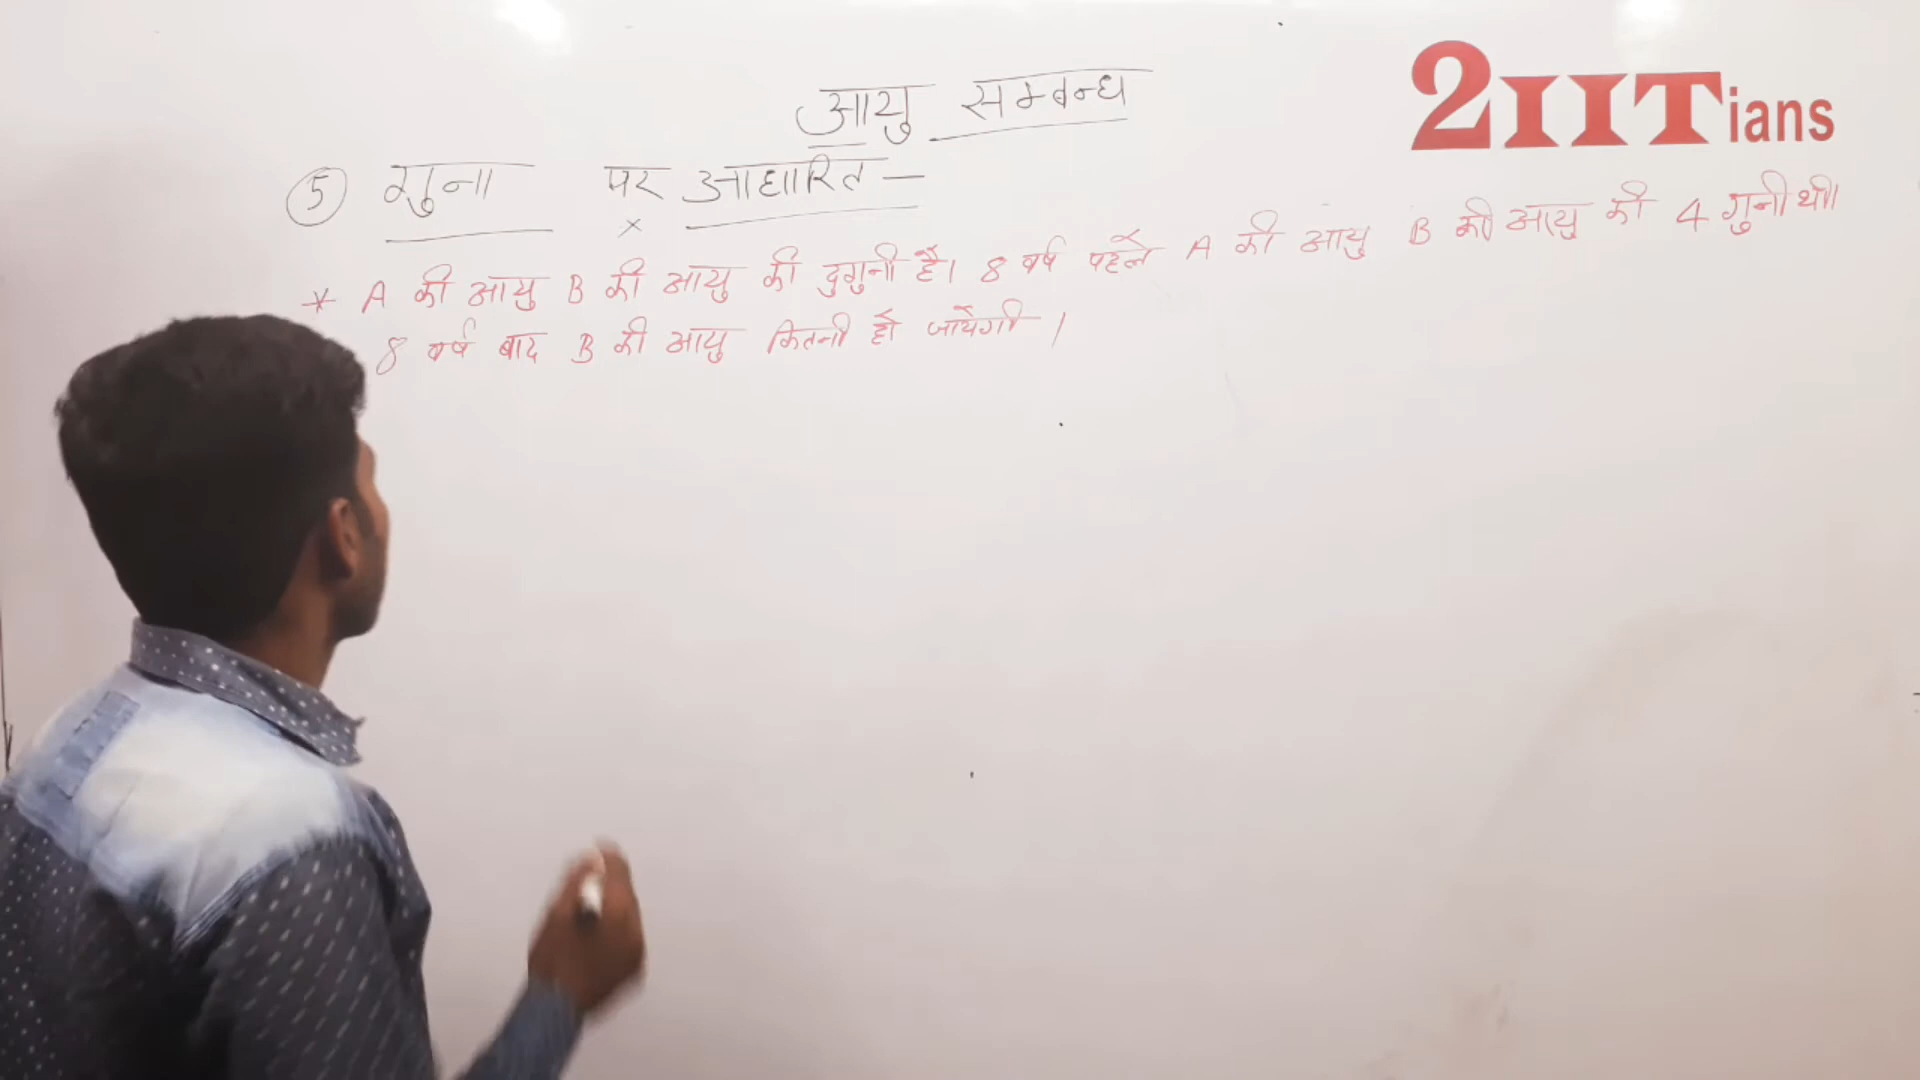 आयु सम्बन्ध
2IITians
5 गुना पर आधारित –
×
* A की आयु B की आयु की दुगुनी है। 8 वर्ष पहले A की आयु B की आयु की 4 गुनी थी।
8 वर्ष बाद B की आयु कितनी हो जायेगी।